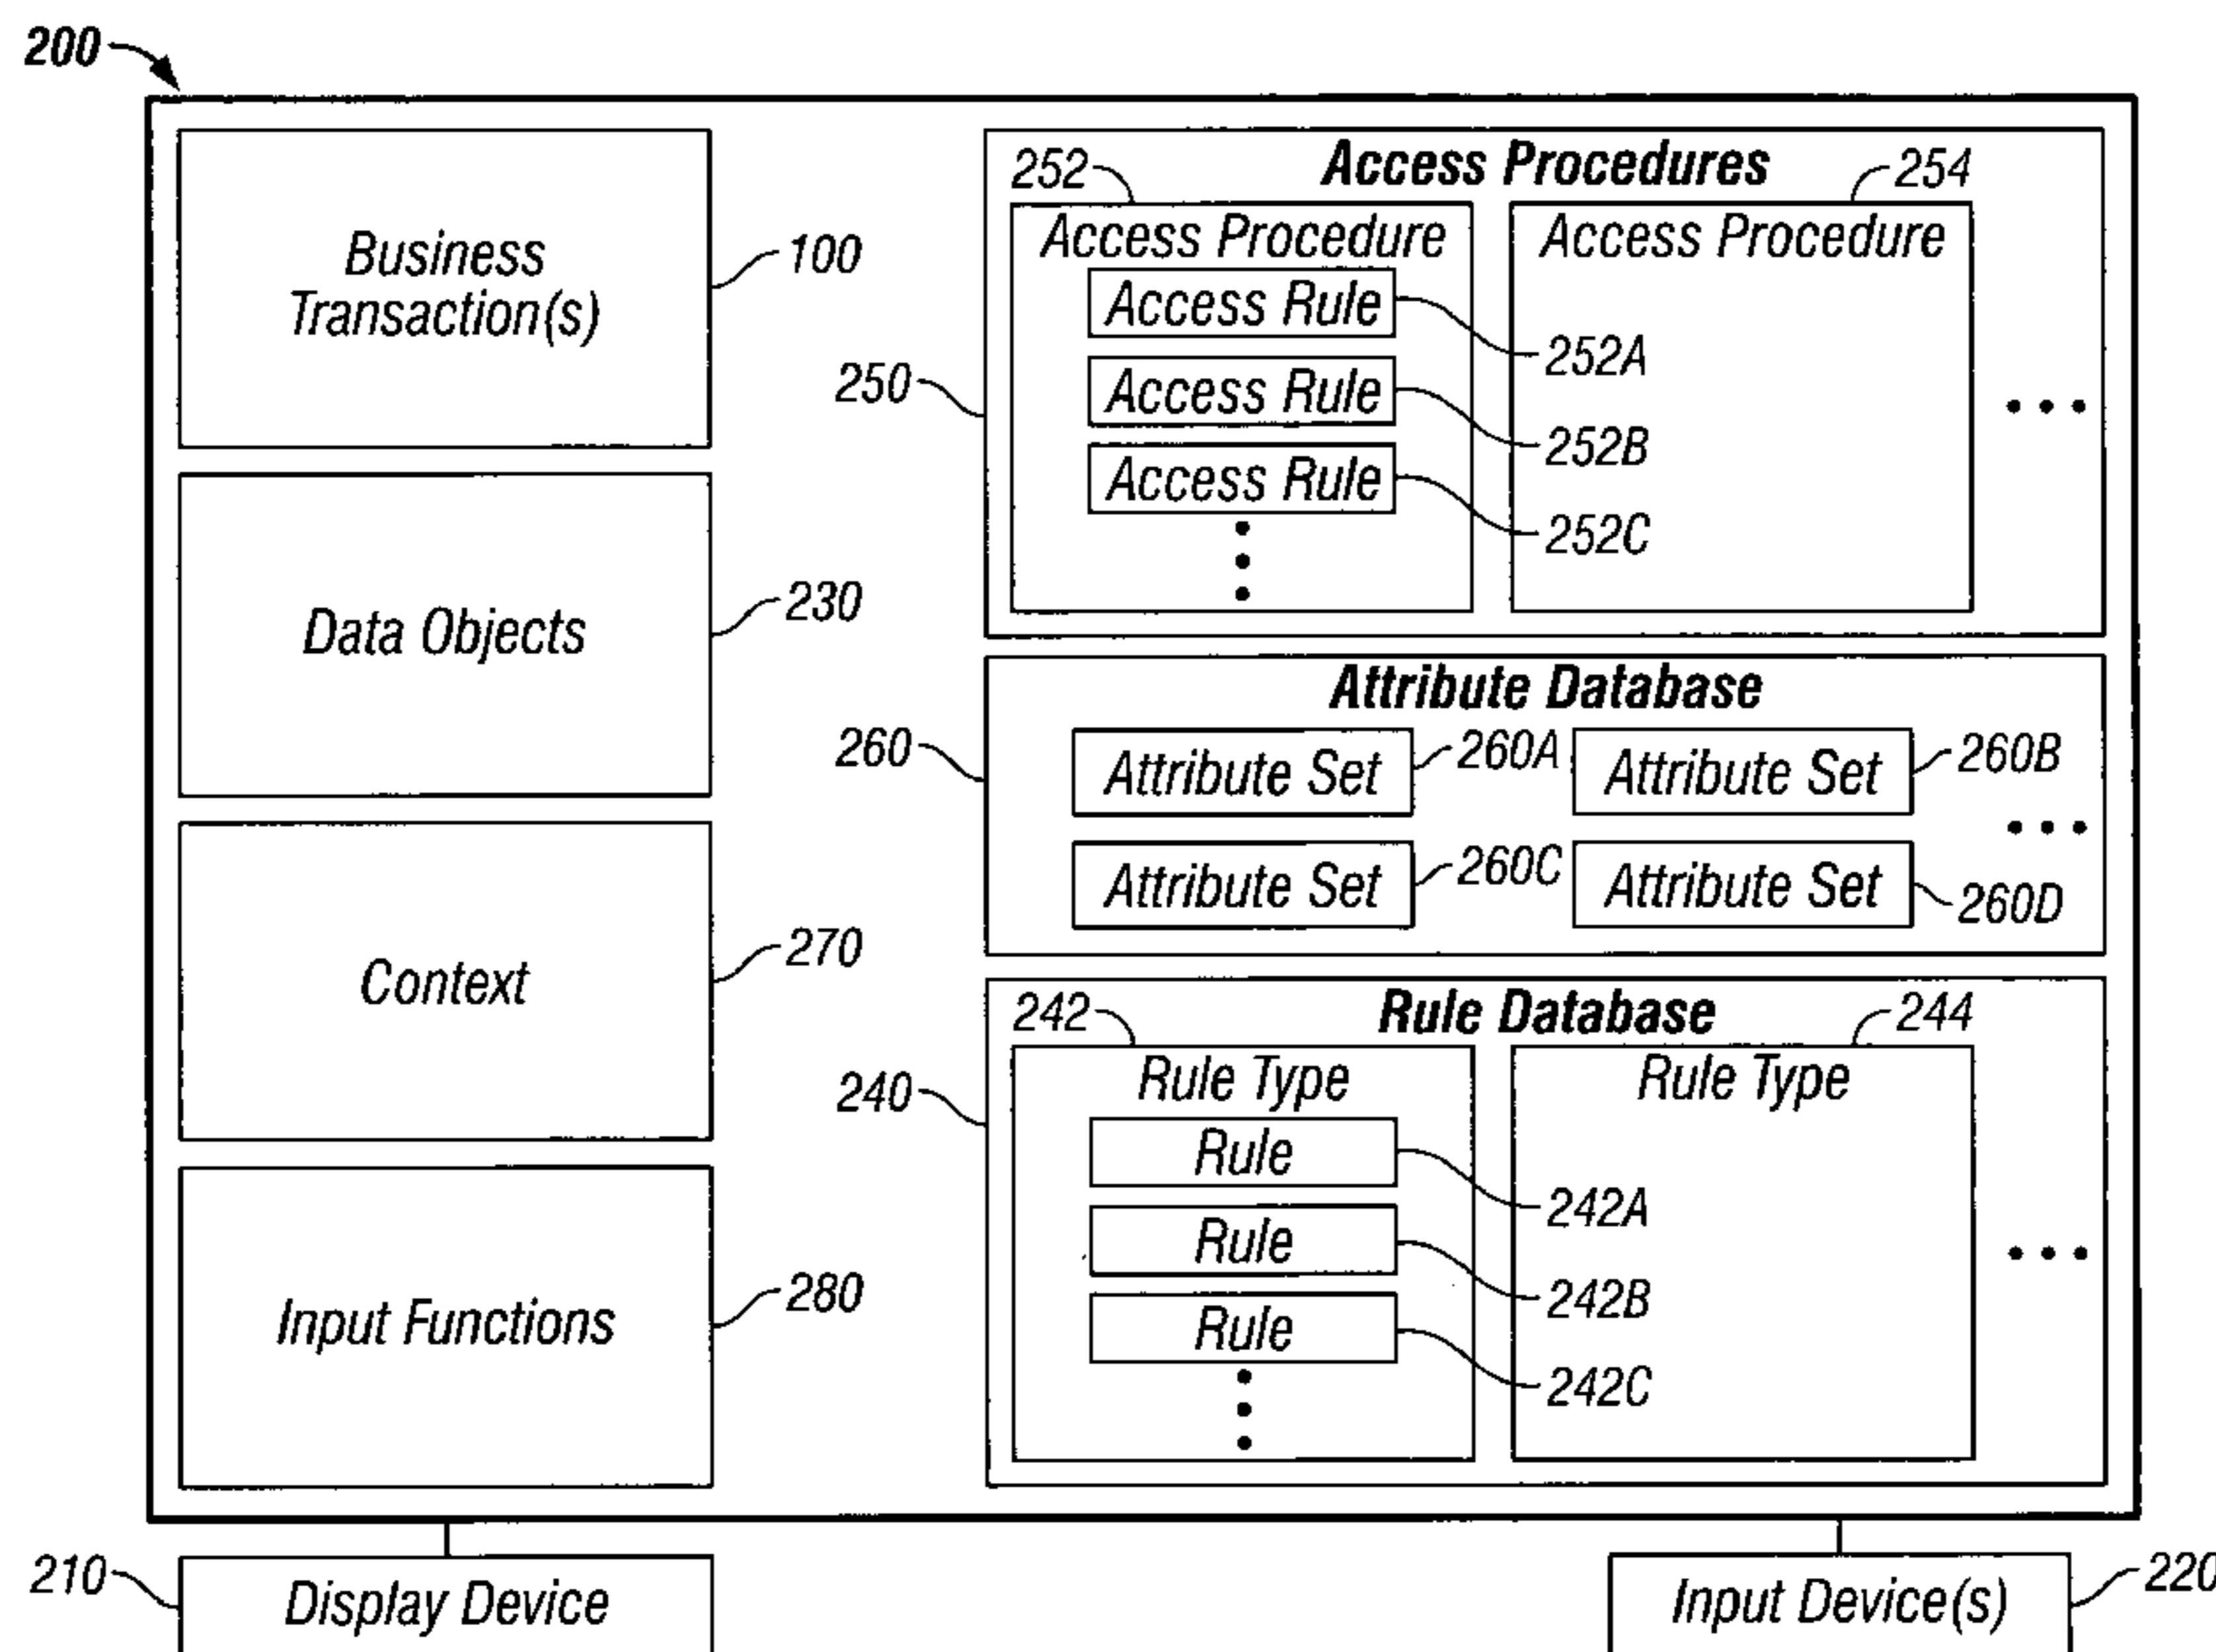 200
Business
Transaction(s)
100
Data Objects
230
Context
270
Input Functions
280
Access Procedures
252
254
Access Procedure
Access Procedure
Access Rule
252A
250
Access Rule
252B
Access Rule
252C
Attribute Database
260
Attribute Set
260A
Attribute Set
260B
Attribute Set
260C
Attribute Set
260D
Rule Database
242
244
Rule Type
Rule Type
240
Rule
242A
Rule
242B
Rule
242C
210
Display Device
Input Device(s)
220